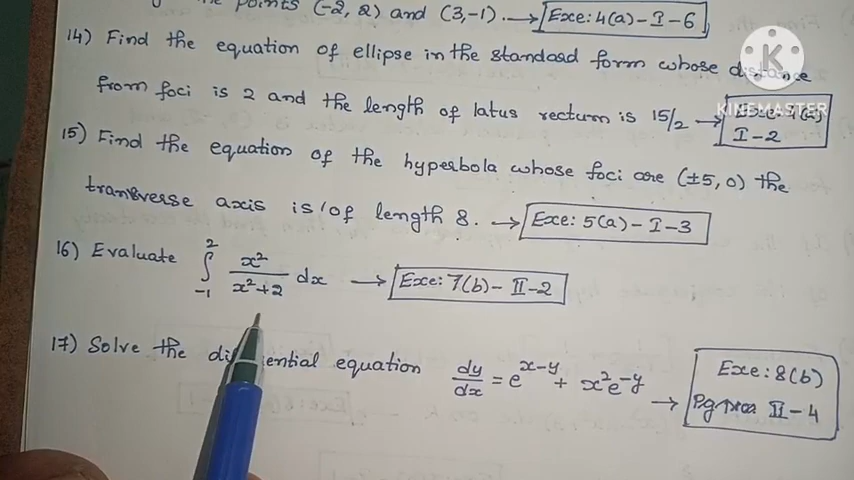 points (-2, 2) and (3,-1). → Exe: 4(a)-I-6
14) Find the equation of ellipse in the standard form whose distance
from foci is 2 and the length of latus rectum is 15/2 →
I-2
15) Find the equation of the hyperbola whose foci are (±5, 0) the
transverse axis is of length 8. → Exe: 5(a)-I-3
16) Evaluate ∫_{-1}^{2} x²/(x²+2) dx → Exe: 7(b)-II-2
17) Solve the differential equation dy/dx = e^{x-y} + x²e^{-y} → Exe: 8(b)
II-4
K
KINEMASTER